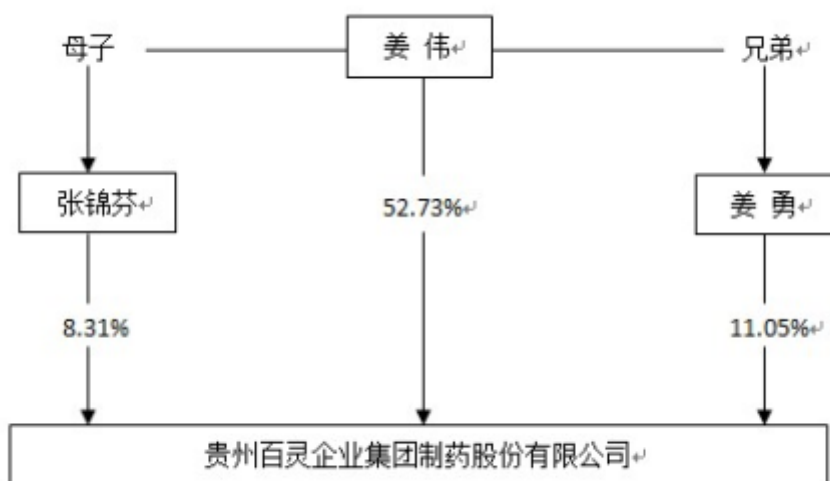 母子
姜 伟
兄弟
张锦芬
52.73%
姜 勇
8.31%
11.05%
贵州百灵企业集团制药股份有限公司